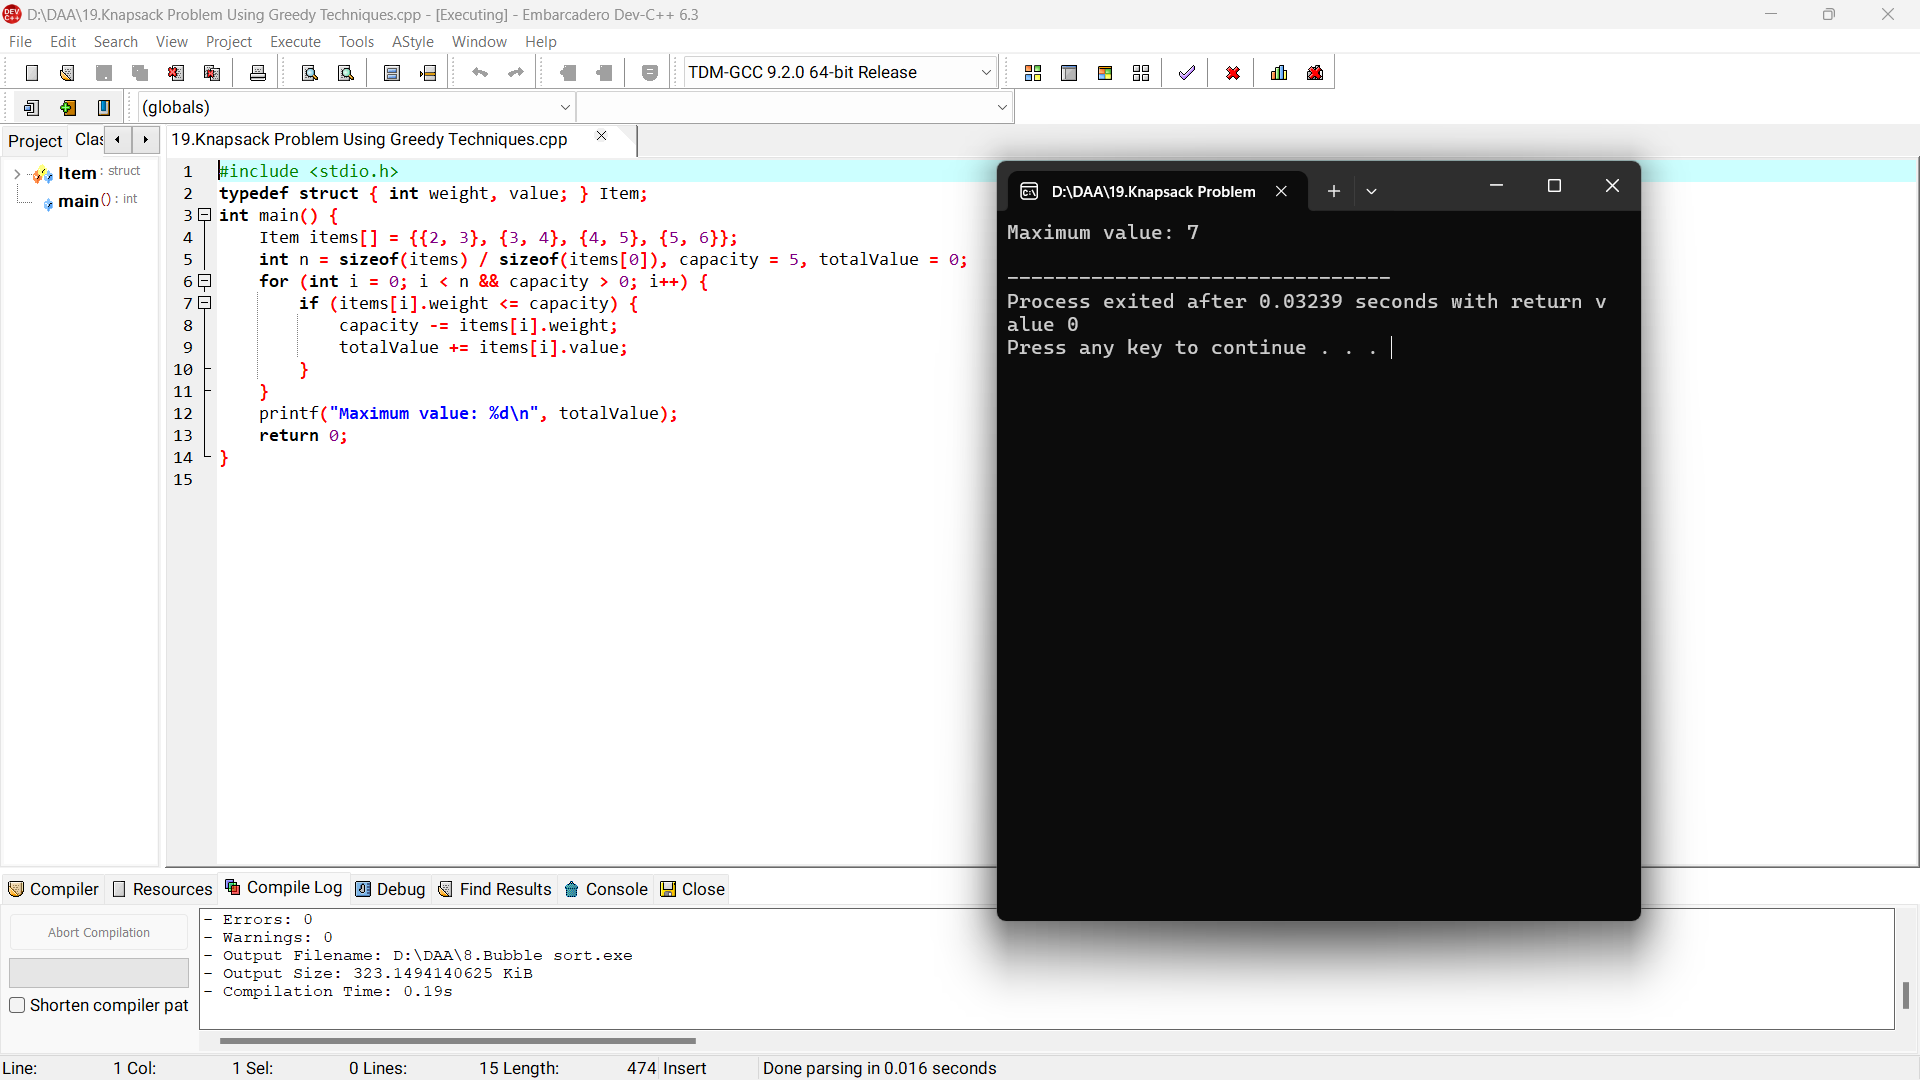 D:\DAA\19.Knapsack Problem Using Greedy Techniques.cpp - [Executing] - Embarcadero Dev-C++ 6.3
File Edit Search View Project Execute Tools AStyle Window Help
TDM-GCC 9.2.0 64-bit Release
(globals)
Project Clas 19.Knapsack Problem Using Greedy Techniques.cpp
Item : struct
main () : int
1 #include <stdio.h>
2 typedef struct { int weight, value; } Item;
3 int main() {
4 Item items[] = {{2, 3}, {3, 4}, {4, 5}, {5, 6}};
5 int n = sizeof(items) / sizeof(items[0]), capacity = 5, totalValue = 0;
6 for (int i = 0; i < n && capacity > 0; i++) {
7 if (items[i].weight <= capacity) {
8 capacity -= items[i].weight;
9 totalValue += items[i].value;
10 }
11 }
12 printf("Maximum value: %d\n", totalValue);
13 return 0;
14 }
15
D:\DAA\19.Knapsack Problem
Maximum value: 7
--------------------------------
Process exited after 0.03239 seconds with return v
alue 0
Press any key to continue . . .
Compiler Resources Compile Log Debug Find Results Console Close
Abort Compilation
Shorten compiler pat
- Errors: 0
- Warnings: 0
- Output Filename: D:\DAA\8.Bubble sort.exe
- Output Size: 323.1494140625 KiB
- Compilation Time: 0.19s
Line: 1 Col: 1 Sel: 0 Lines: 15 Length: 474 Insert Done parsing in 0.016 seconds